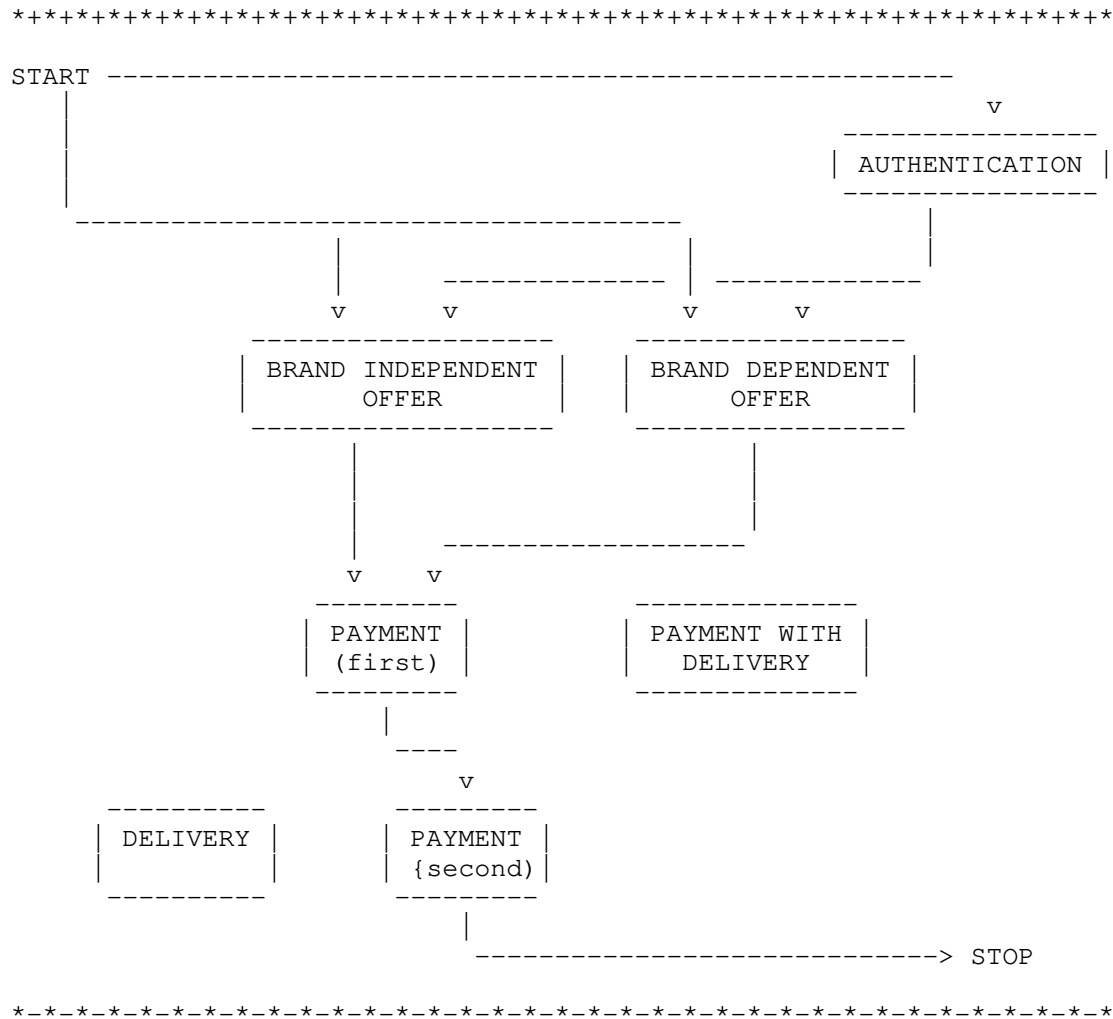 *+*+*+*+*+*+*+*+*+*+*+*+*+*+*+*+*+*+*+*+*+*+*+*+*+*+*+*+*+*+*+*+*+*+*
START
v
AUTHENTICATION
v v v v
BRAND INDEPENDENT BRAND DEPENDENT
OFFER OFFER
v v
PAYMENT PAYMENT WITH
(first) DELIVERY
v
DELIVERY PAYMENT
{second)
> STOP
*-*-*-*-*-*-*-*-*-*-*-*-*-*-*-*-*-*-*-*-*-*-*-*-*-*-*-*-*-*-*-*-*-*-*